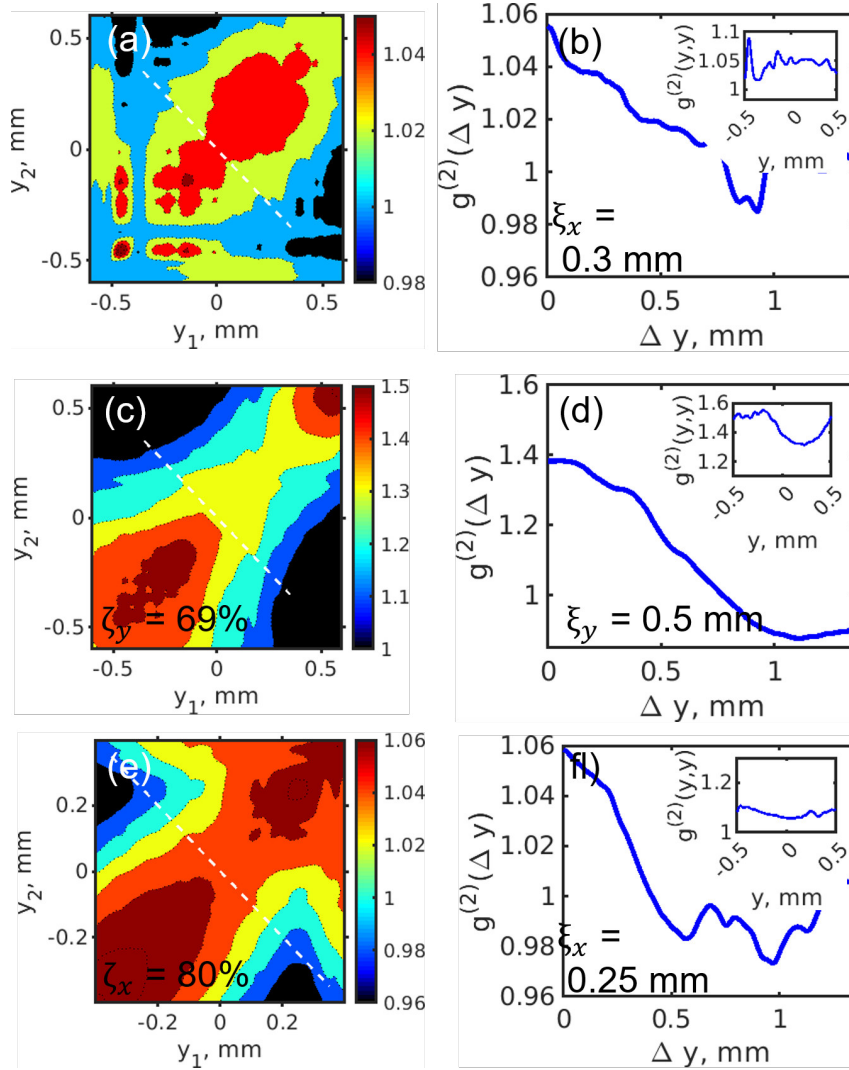 (a)
y2, mm
0.5
0
-0.5
-0.5
0
0.5
y1, mm
1.04
1.02
1
0.98
(b)
g(2)(Δ y)
1.06
1.04
1.02
1
0.98
0.96
0
0.5
1
Δ y, mm
ξx =
0.3 mm
g(2)(y,y)
1.1
1.05
1
-0.5
0
0.5
y, mm
(c)
y2, mm
0.5
0
-0.5
-0.5
0
0.5
y1, mm
ζy = 69%
1.5
1.4
1.3
1.2
1.1
1
(d)
g(2)(Δ y)
1.6
1.4
1.2
1
0
0.5
1
Δ y, mm
ξy = 0.5 mm
g(2)(y,y)
1.6
1.4
1.2
-0.5
0
0.5
y, mm
(e)
y2, mm
0.2
0
-0.2
-0.2
0
0.2
y1, mm
ζx = 80%
1.06
1.04
1.02
1
0.98
0.96
g(2)(Δ y)
1.06
1.04
1.02
1
0.98
0.96
0
0.5
1
Δ y, mm
ξx =
0.25 mm
g(2)(y,y)
1.2
1
-0.5
0
0.5
y, mm